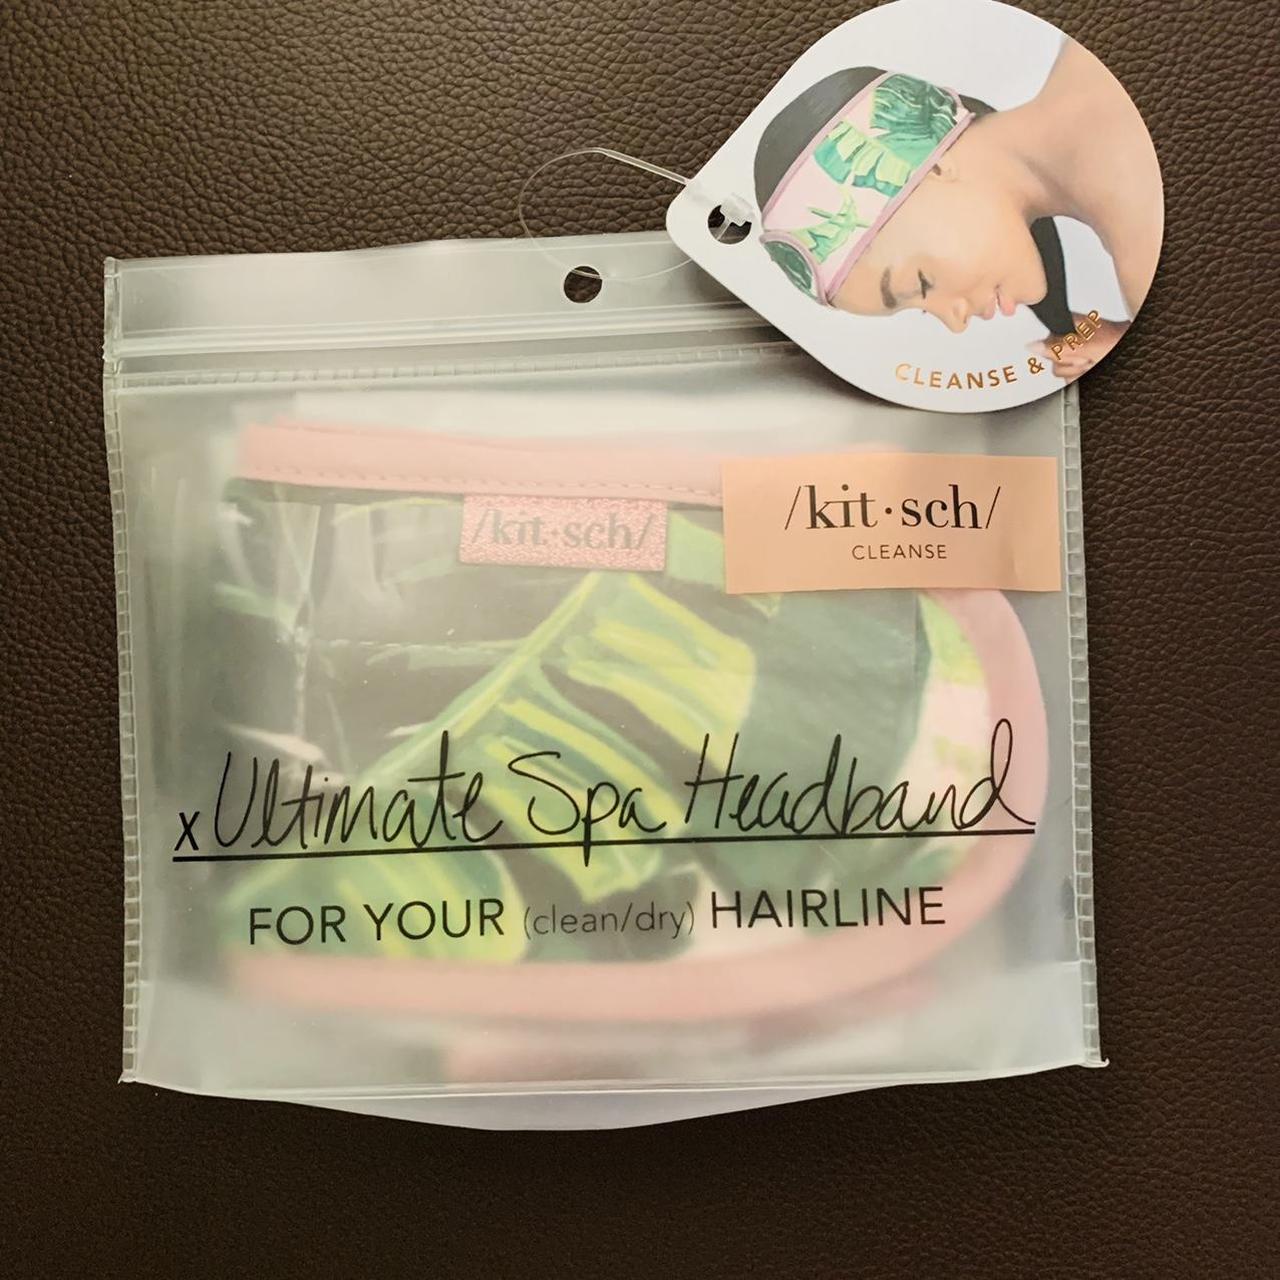 CLEANSE & PREP
/kit·sch/
CLEANSE
/kit·sch/
x Ultimate Spa Headband
FOR YOUR (clean/dry) HAIRLINE